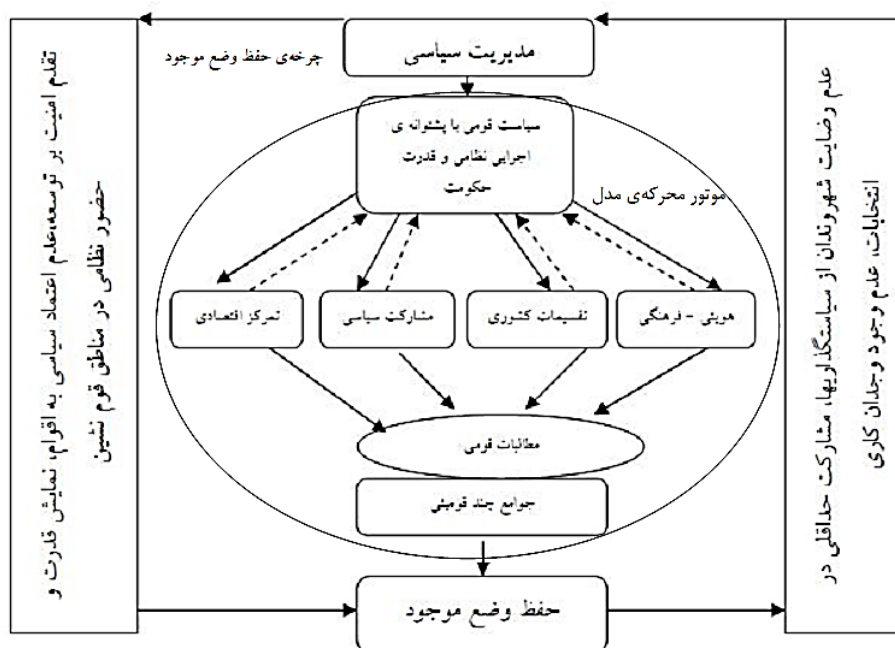 مدیریت سیاسی
چرخه‌ی حفظ وضع موجود
سیاست قومی با پشتوانه ی
اجرایی نظامی و قدرت
حکومت
موتور محرکه‌ی مدل
هویتی - فرهنگی
تقسیمات کشوری
مشارکت سیاسی
تمرکز اقتصادی
مطالبات قومی
جوامع چند قومیتی
حفظ وضع موجود
عدم رضایت شهروندان از سیاستگذاریها، مشارکت حداقلی در
انتخابات، عدم وجود وجدان کاری
تقدم امنیت بر توسعه،عدم اعتماد سیاسی به اقوام، نمایش قدرت و
حضور نظامی در مناطق قوم نشین